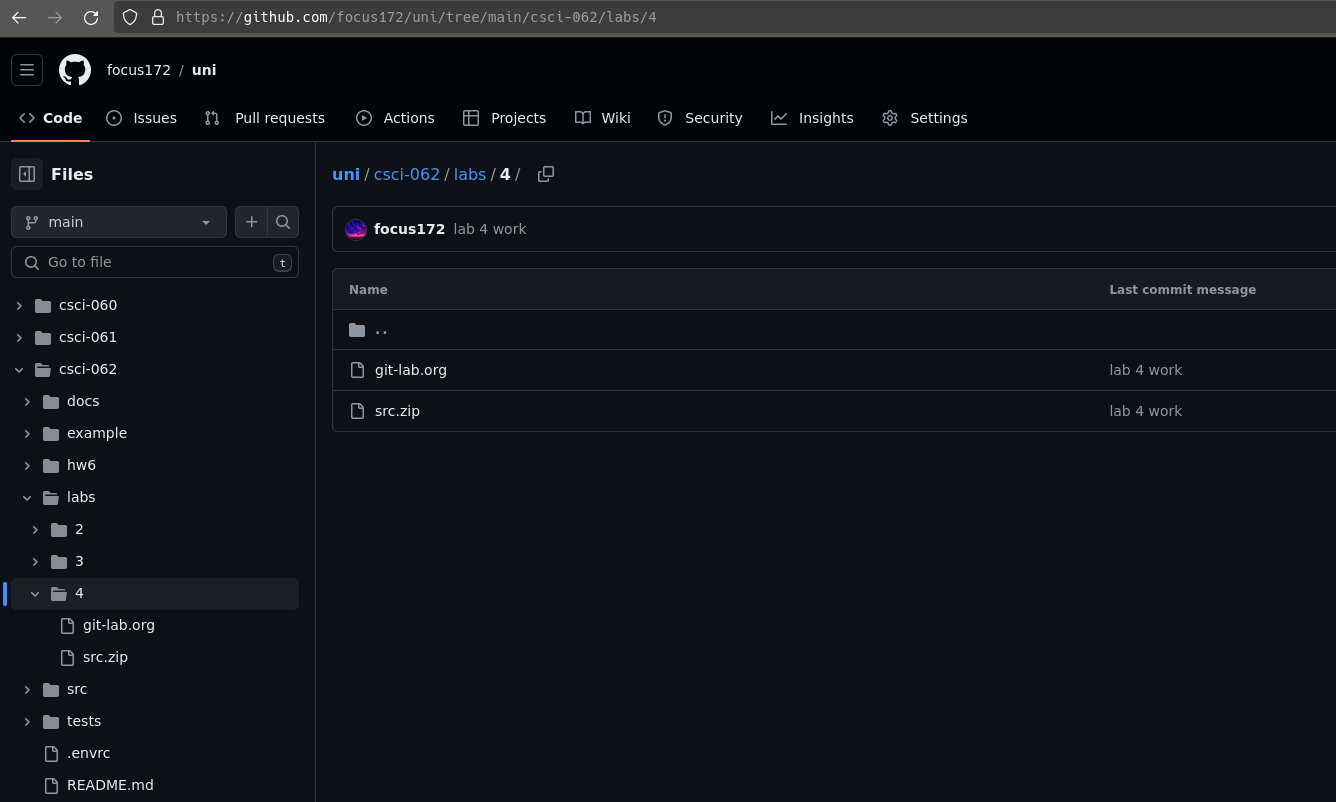 https://github.com/focus172/uni/tree/main/csci-062/labs/4
focus172 / uni
Code Issues Pull requests Actions Projects Wiki Security Insights Settings
Files
main
Go to file t
csci-060
csci-061
csci-062
docs
example
hw6
labs
2
3
4
git-lab.org
src.zip
src
tests
.envrc
README.md
uni / csci-062 / labs / 4 /
focus172 lab 4 work
Name Last commit message
..
git-lab.org lab 4 work
src.zip lab 4 work